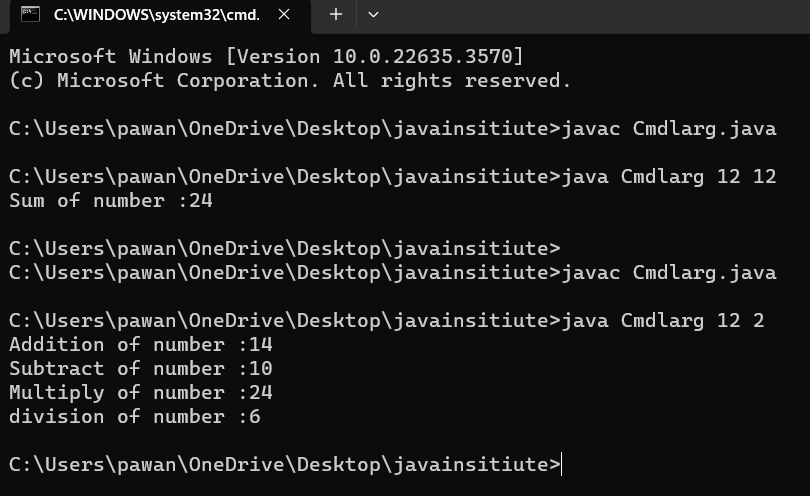 C:\WINDOWS\system32\cmd.
Microsoft Windows [Version 10.0.22635.3570]
(c) Microsoft Corporation. All rights reserved.
C:\Users\pawan\OneDrive\Desktop\javainsitiute>javac Cmdlarg.java
C:\Users\pawan\OneDrive\Desktop\javainsitiute>java Cmdlarg 12 12
Sum of number :24
C:\Users\pawan\OneDrive\Desktop\javainsitiute>
C:\Users\pawan\OneDrive\Desktop\javainsitiute>javac Cmdlarg.java
C:\Users\pawan\OneDrive\Desktop\javainsitiute>java Cmdlarg 12 2
Addition of number :14
Subtract of number :10
Multiply of number :24
division of number :6
C:\Users\pawan\OneDrive\Desktop\javainsitiute>